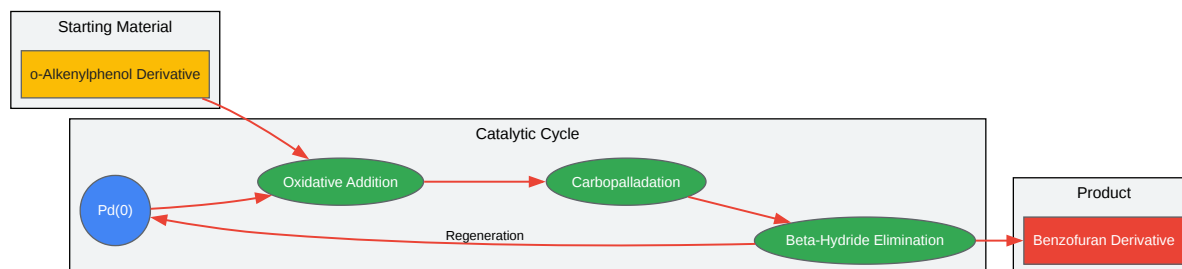 Starting Material
o-Alkenylphenol Derivative
Catalytic Cycle
Oxidative Addition
Carbopalladation
Pd(0)
Regeneration
Beta-Hydride Elimination
Product
Benzofuran Derivative